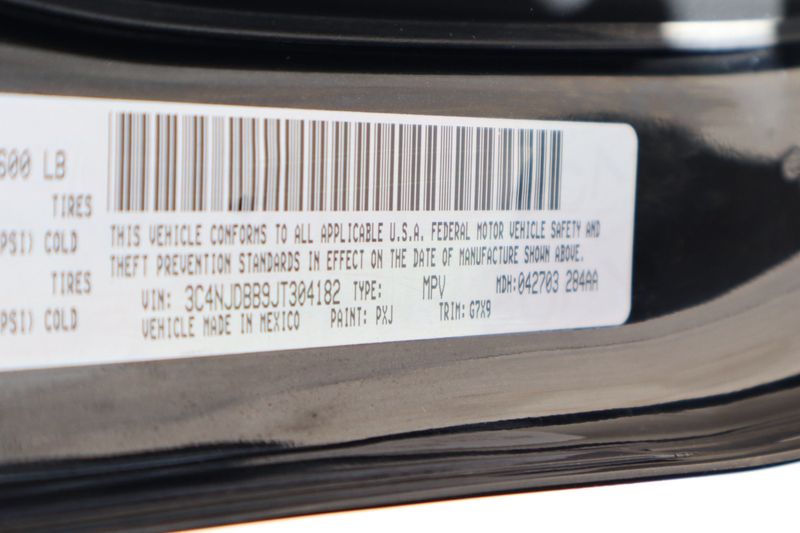 600 LB
TIRES
PSI) COLD
TIRES
PSI) COLD
THIS VEHICLE CONFORMS TO ALL APPLICABLE U.S.A. FEDERAL MOTOR VEHICLE SAFETY AND
THEFT PREVENTION STANDARDS IN EFFECT ON THE DATE OF MANUFACTURE SHOWN ABOVE.
VIN: 3C4NJDBB9JT304182 TYPE: MPV MDH:042703 284AA
VEHICLE MADE IN MEXICO PAINT: PXJ TRIM: G7X9